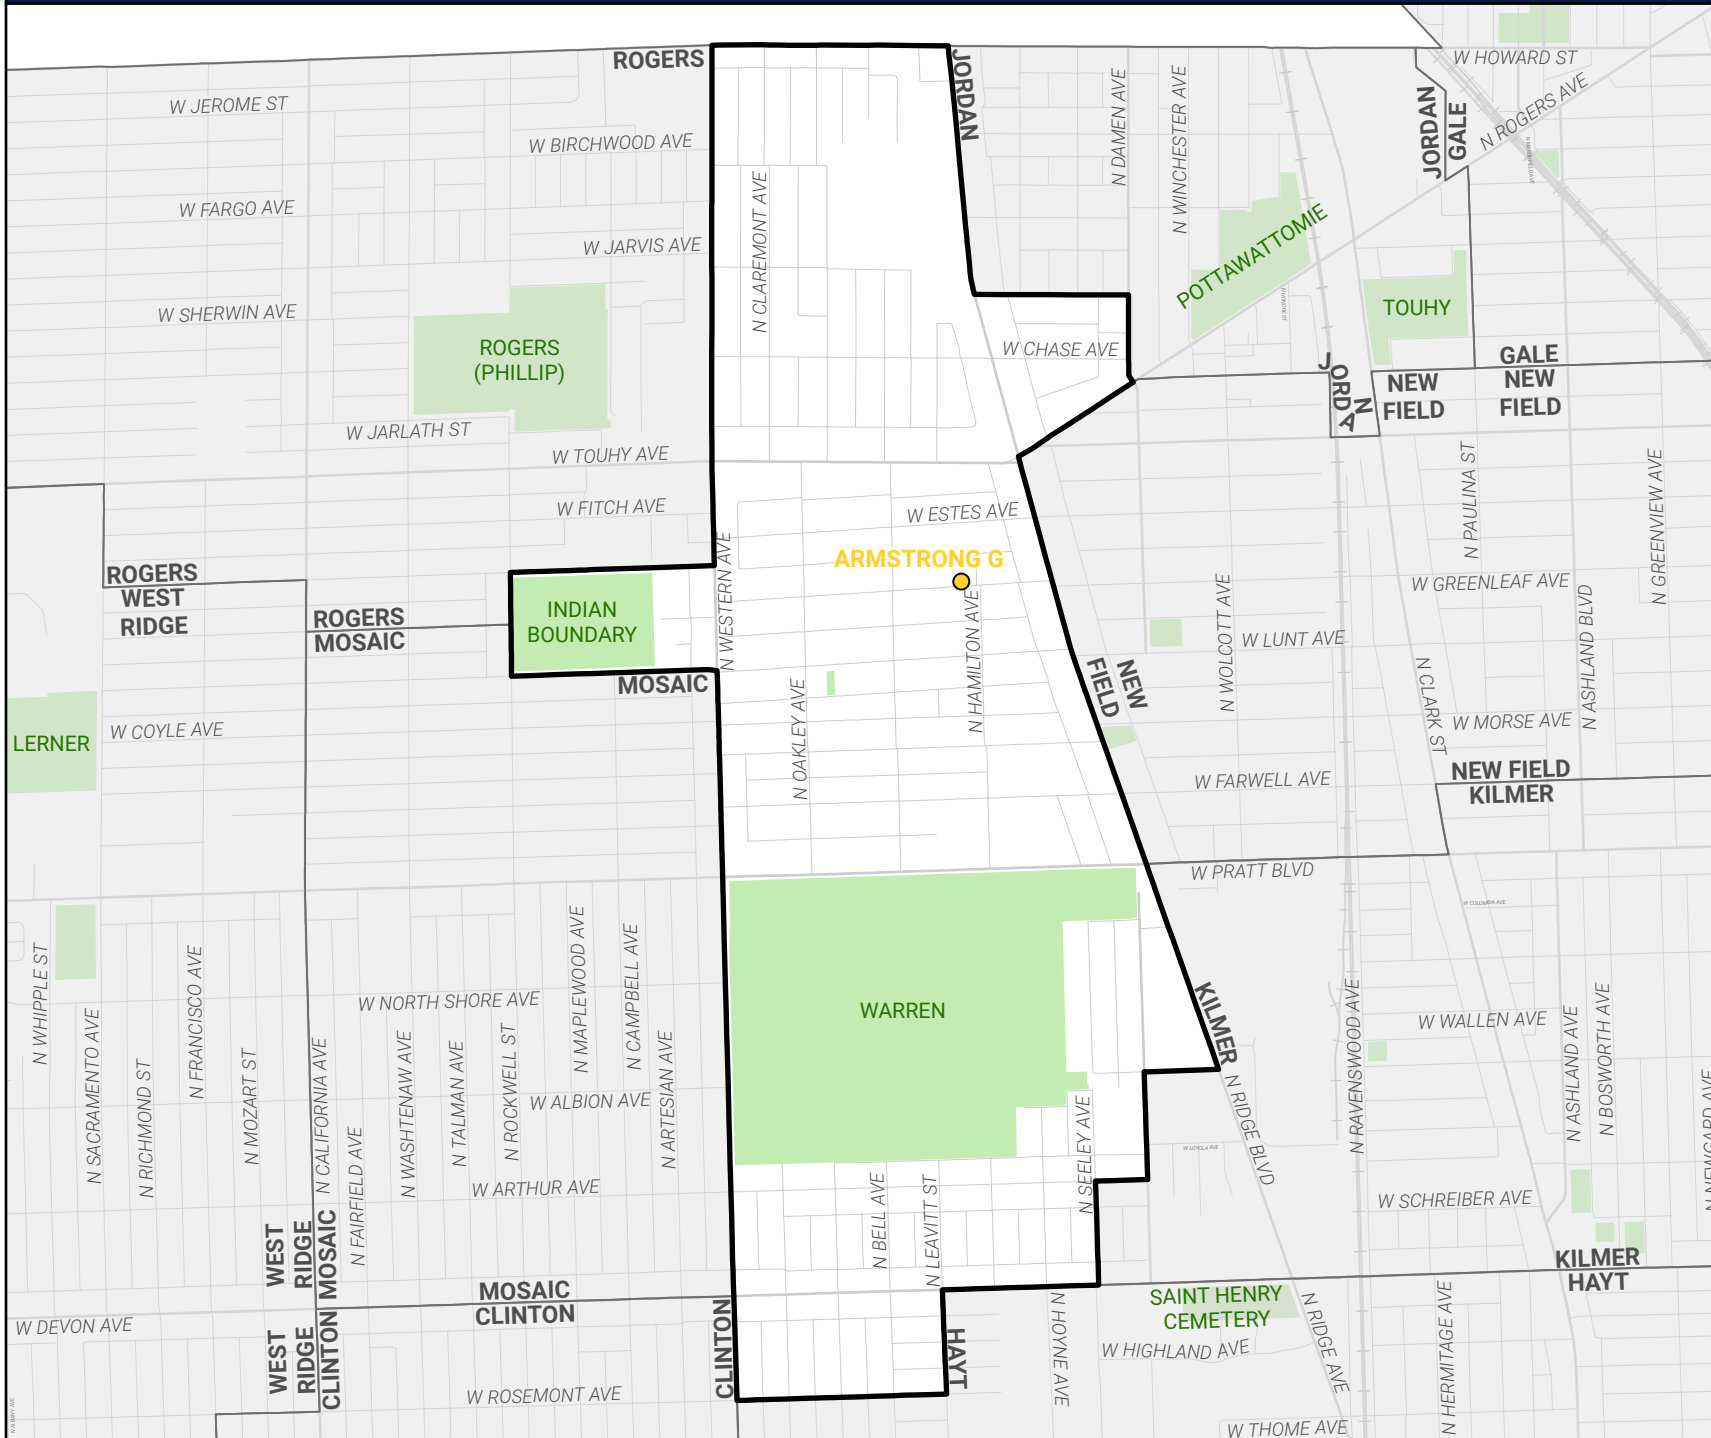 ROGERS
JORDAN
W HOWARD ST
N ROGERS AVE
JORDAN
GALE
W JEROME ST
W BIRCHWOOD AVE
N DAMEN AVE
N WINCHESTER AVE
N CLAREMONT AVE
W FARGO AVE
W JARVIS AVE
POTTAWATTOMIE
W SHERWIN AVE
TOUHY
ROGERS
(PHILLIP)
W CHASE AVE
JORDAN
GALE
NEW
FIELD
NEW
FIELD
W JARLATH ST
W TOUHY AVE
N PAULINA ST
N GREENVIEW AVE
W FITCH AVE
W ESTES AVE
N WESTERN AVE
ARMSTRONG G
ROGERS
WEST
RIDGE
ROGERS
MOSAIC
INDIAN
BOUNDARY
N HAMILTON AVE
W GREENLEAF AVE
N WOLCOTT AVE
W LUNT AVE
N ASHLAND BLVD
NEW
FIELD
N CLARK ST
MOSAIC
N OAKLEY AVE
LERNER
W COYLE AVE
W MORSE AVE
W FARWELL AVE
NEW FIELD
KILMER
W PRATT BLVD
W COLUMBIA AVE
N WHIPPLE ST
N SACRAMENTO AVE
N RICHMOND ST
N FRANCISCO AVE
N MOZART ST
N CALIFORNIA AVE
N FAIRFIELD AVE
W NORTH SHORE AVE
N WASHTENAW AVE
N TALMAN AVE
N ROCKWELL ST
N MAPLEWOOD AVE
N CAMPBELL AVE
N ARTESIAN AVE
WARREN
KILMER
N RAVENSWOOD AVE
W WALLEN AVE
N ASHLAND AVE
N BOSWORTH AVE
W ALBION AVE
N RIDGE BLVD
N SEELEY AVE
W LOYOLA AVE
W ARTHUR AVE
N BELL AVE
N LEAVITT ST
W SCHREIBER AVE
WEST
RIDGE
MOSAIC
MOSAIC
CLINTON
KILMER
HAYT
SAINT HENRY
CEMETERY
W DEVON AVE
WEST
RIDGE
CLINTON
CLINTON
HAYT
N HOYNE AVE
W HIGHLAND AVE
N RIDGE AVE
N HERMITAGE AVE
W ROSEMONT AVE
W THOME AVE